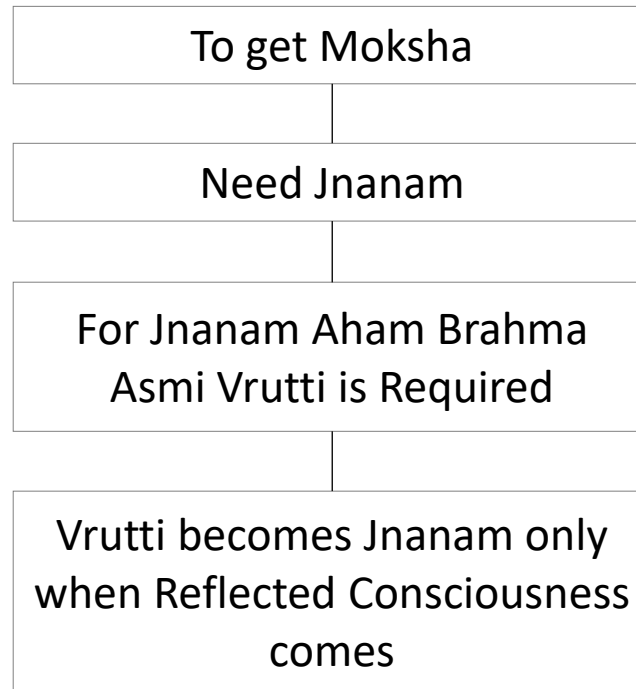 To get Moksha
Need Jnanam
For Jnanam Aham Brahma
Asmi Vrutti is Required
Vrutti becomes Jnanam only
when Reflected Consciousness
comes